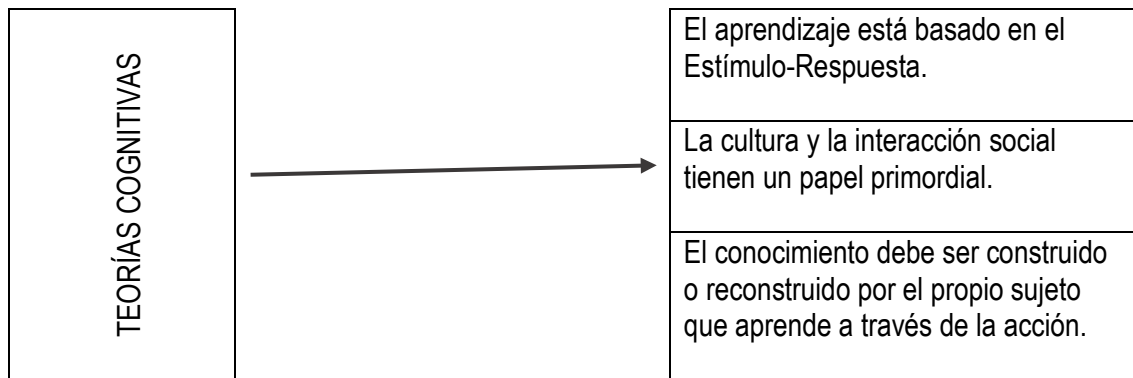 TEORÍAS COGNITIVAS
El aprendizaje está basado en el
Estímulo-Respuesta.
La cultura y la interacción social
tienen un papel primordial.
El conocimiento debe ser construido
o reconstruido por el propio sujeto
que aprende a través de la acción.